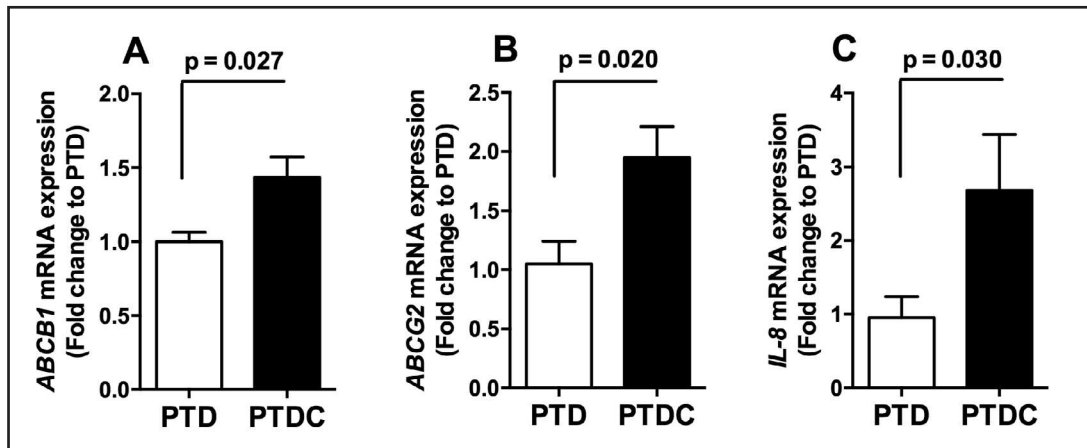 A
p = 0.027
ABCB1 mRNA expression
(Fold change to PTD)
2.0
1.5
1.0
0.5
0.0
PTD PTDC
B
p = 0.020
ABCG2 mRNA expression
(Fold change to PTD)
2.5
2.0
1.5
1.0
0.5
0.0
PTD PTDC
C
p = 0.030
IL-8 mRNA expression
(Fold change to PTD)
4
3
2
1
0
PTD PTDC